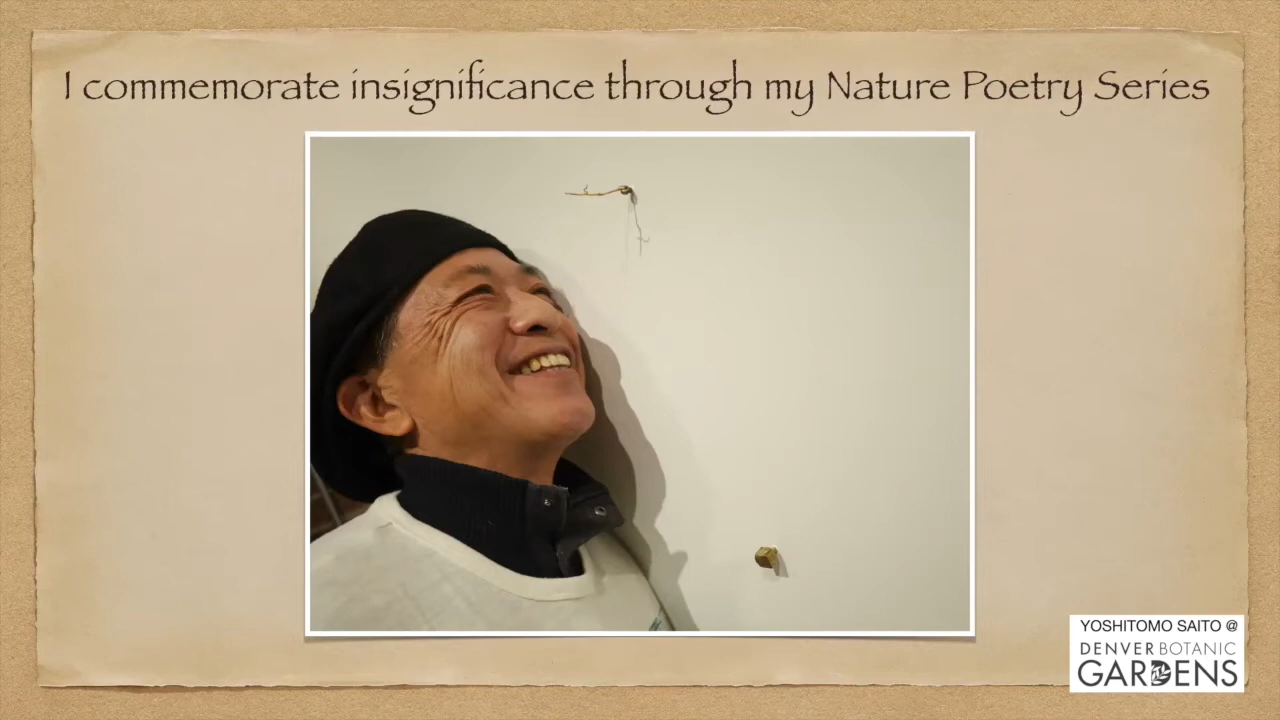 I commemorate insignificance through my Nature Poetry Series
YOSHITOMO SAITO @
DENVER BOTANIC
GARDENS